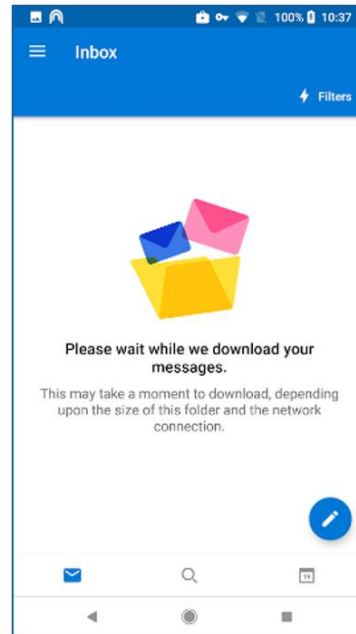 100% 10:37
Inbox
Filters
Please wait while we download your
messages.
This may take a moment to download, depending
upon the size of this folder and the network
connection.